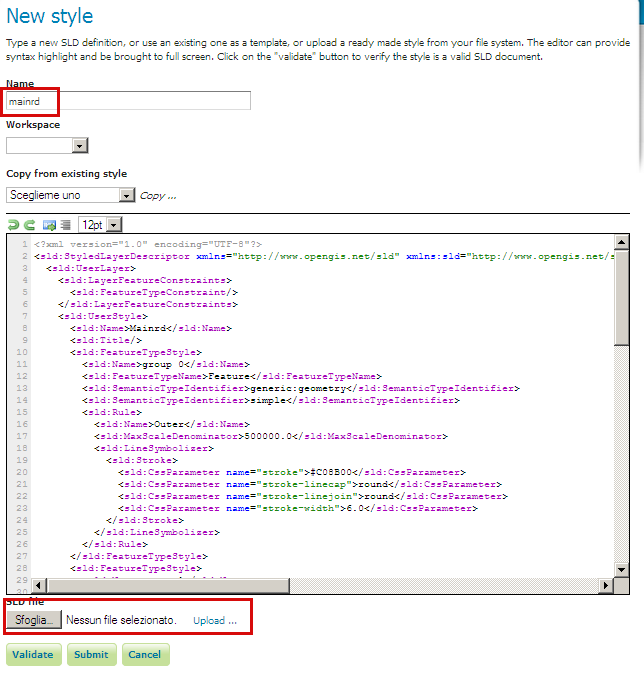 New style
Type a new SLD definition, or use an existing one as a template, or upload a ready made style from your file system. The editor can provide
syntax highlight and be brought to full screen. Click on the "validate" button to verify the style is a valid SLD document.
Name
mainrd
Workspace
Copy from existing style
Sceglieme uno Copy ...
12pt
1 <?xml version="1.0" encoding="UTF-8"?>
2 <sld:StyledLayerDescriptor xmlns="http://www.opengis.net/sld" xmlns:sld="http://www.opengis.net/s
3 <sld:UserLayer>
4 <sld:LayerFeatureConstraints>
5 <sld:FeatureTypeConstraint/>
6 </sld:LayerFeatureConstraints>
7 <sld:UserStyle>
8 <sld:Name>Mainrd</sld:Name>
9 <sld:Title/>
10 <sld:FeatureTypeStyle>
11 <sld:Name>group 0</sld:Name>
12 <sld:FeatureTypeName>Feature</sld:FeatureTypeName>
13 <sld:SemanticTypeIdentifier>generic:geometry</sld:SemanticTypeIdentifier>
14 <sld:SemanticTypeIdentifier>simple</sld:SemanticTypeIdentifier>
15 <sld:Rule>
16 <sld:Name>Outer</sld:Name>
17 <sld:MaxScaleDenominator>500000.0</sld:MaxScaleDenominator>
18 <sld:LineSymbolizer>
19 <sld:Stroke>
20 <sld:CssParameter name="stroke">#C08B00</sld:CssParameter>
21 <sld:CssParameter name="stroke-linecap">round</sld:CssParameter>
22 <sld:CssParameter name="stroke-linejoin">round</sld:CssParameter>
23 <sld:CssParameter name="stroke-width">6.0</sld:CssParameter>
24 </sld:Stroke>
25 </sld:LineSymbolizer>
26 </sld:Rule>
27 </sld:FeatureTypeStyle>
28 <sld:FeatureTypeStyle>
29
30
SLD file
Sfoglia... Nessun file selezionato. Upload ...
Validate Submit Cancel